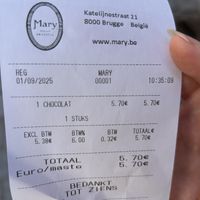 Mary
Katelijnestraat 21
8000 Brugge België
www.mary.be
REG MARY
01/09/2025 00001 10:35:09
1 CHOCOLAT 5.70€ 5.70€
1 STUKS
EXCL BTW BTW% BTW TOTAAL€
5.38€ 6.00 0.32€ 5.70€
TOTAAL 5.70€
Euro/maste 5.70€
BEDANKT
TOT ZIENS